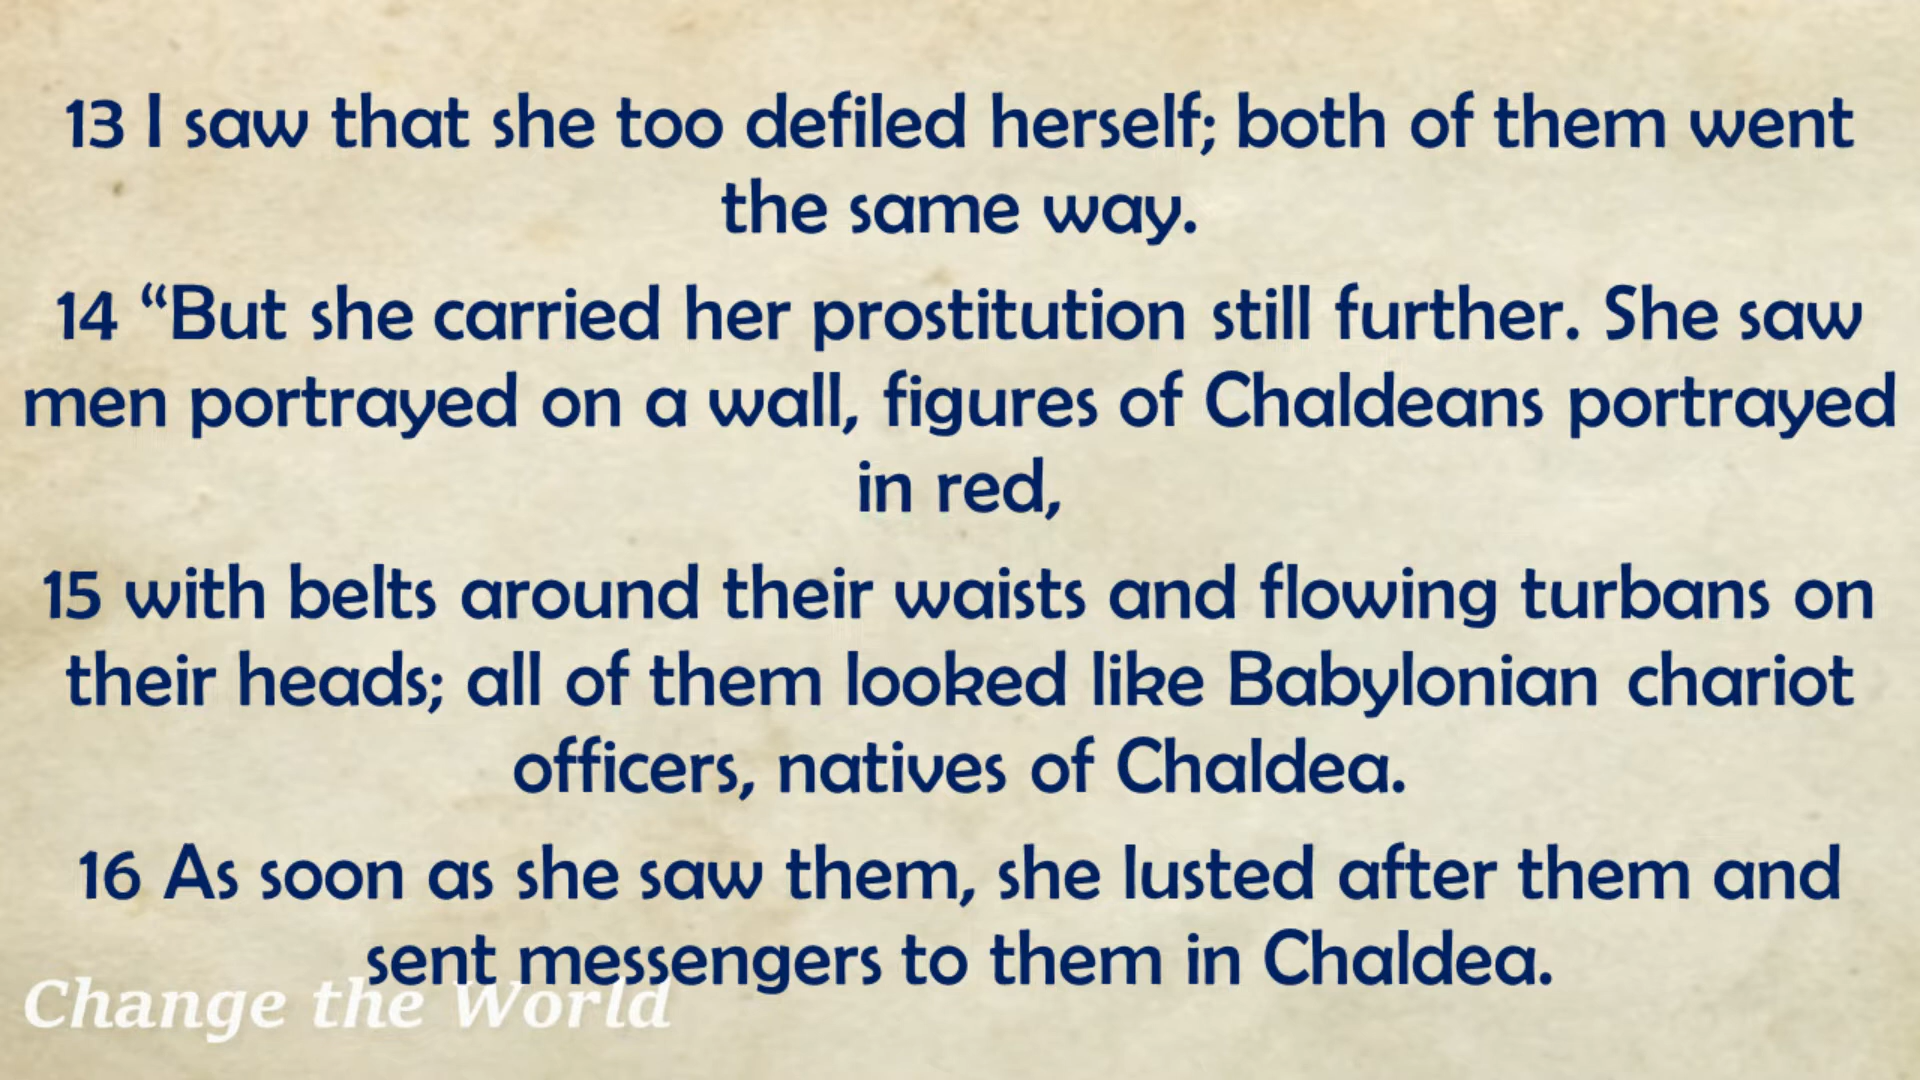 13 I saw that she too defiled herself; both of them went
the same way.
14 “But she carried her prostitution still further. She saw
men portrayed on a wall, figures of Chaldeans portrayed
in red,
15 with belts around their waists and flowing turbans on
their heads; all of them looked like Babylonian chariot
officers, natives of Chaldea.
16 As soon as she saw them, she lusted after them and
sent messengers to them in Chaldea.
Change the World